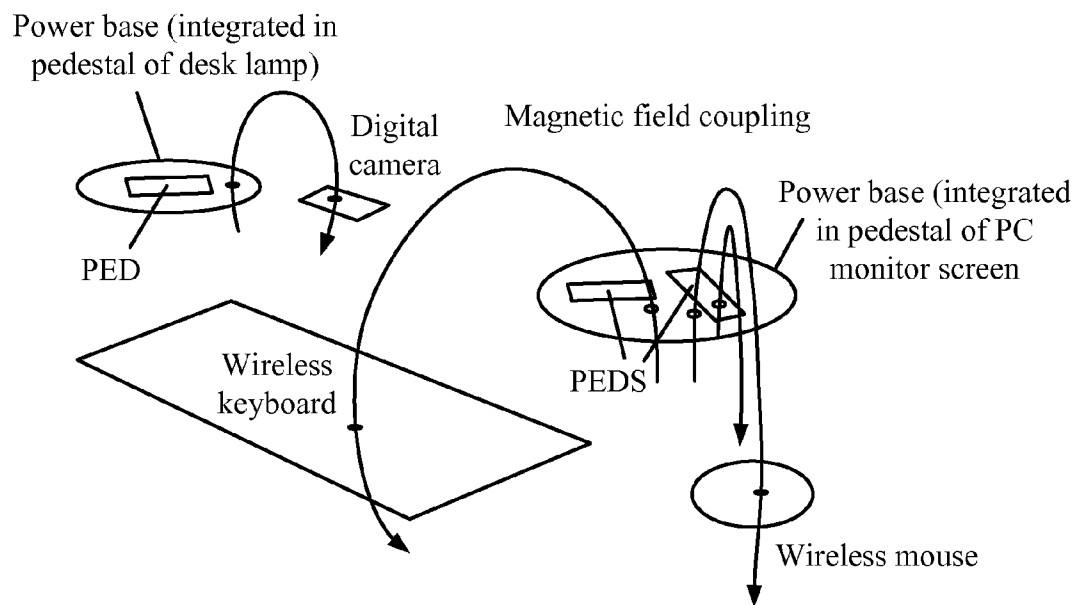 Power base (integrated in
pedestal of desk lamp)
Digital
camera
Magnetic field coupling
Power base (integrated
in pedestal of PC
monitor screen
PED
Wireless
keyboard
PEDS
Wireless mouse